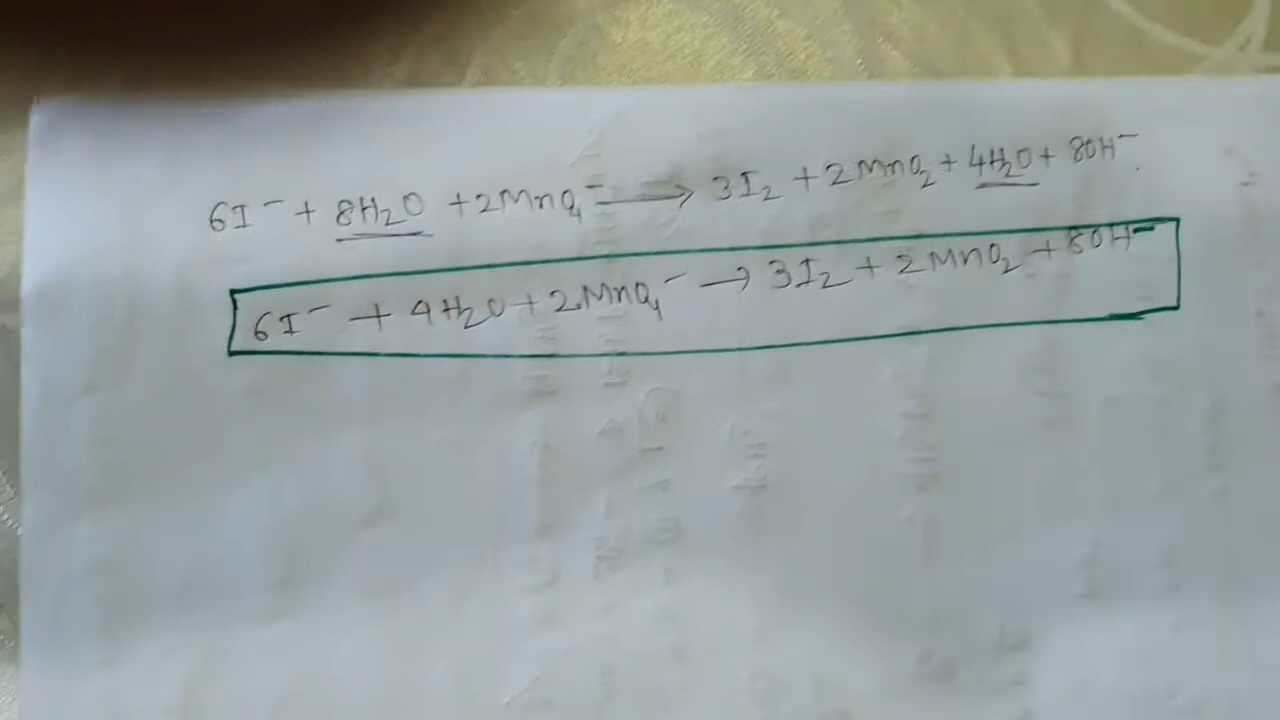 6I⁻ + 8H₂O + 2MnO₄⁻ → 3I₂ + 2MnO₂ + 4H₂O + 8OH⁻
6I⁻ + 4H₂O + 2MnO₄⁻ → 3I₂ + 2MnO₂ + 8OH⁻